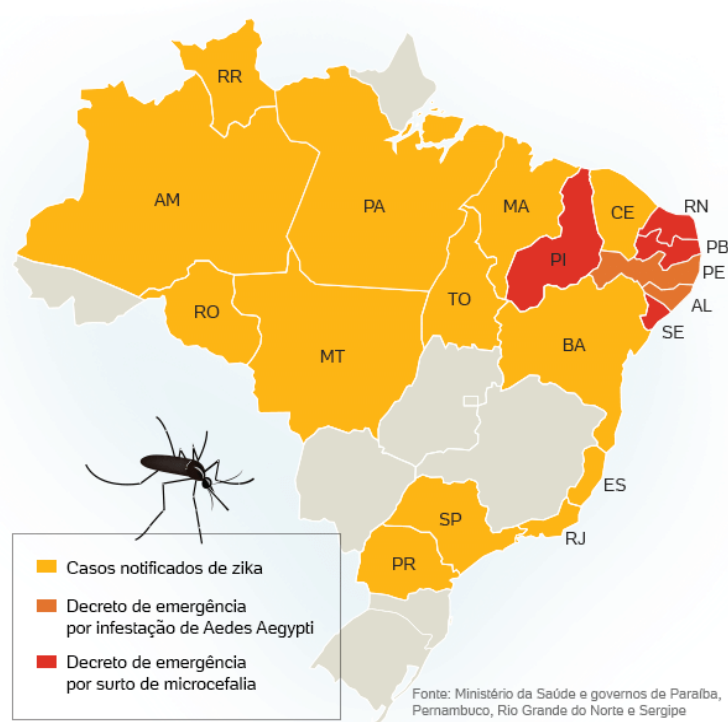 RR
AM
PA
MA
CE
RN
PB
PI
PE
AL
RO
TO
SE
MT
BA
ES
SP
RJ
PR
Casos notificados de zika
Decreto de emergência
por infestação de Aedes Aegypti
Decreto de emergência
por surto de microcefalia
Fonte: Ministério da Saúde e governos de Paraíba,
Pernambuco, Rio Grande do Norte e Sergipe